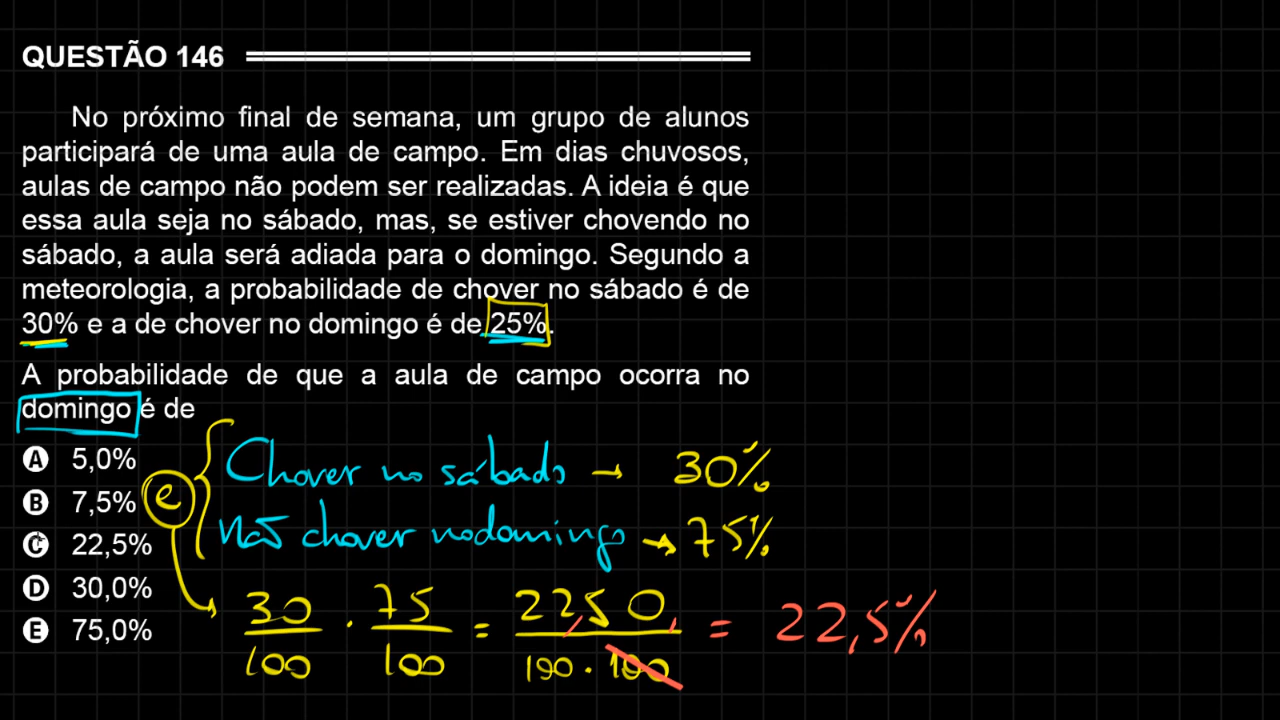 QUESTÃO 146
No próximo final de semana, um grupo de alunos
participará de uma aula de campo. Em dias chuvosos,
aulas de campo não podem ser realizadas. A ideia é que
essa aula seja no sábado, mas, se estiver chovendo no
sábado, a aula será adiada para o domingo. Segundo a
meteorologia, a probabilidade de chover no sábado é de
30% e a de chover no domingo é de 25%.
A probabilidade de que a aula de campo ocorra no
domingo é de
A 5,0%
B 7,5%
C 22,5%
D 30,0%
E 75,0%
e
Chover no sábado → 30%
Não chover no domingo → 75%
30/100 · 75/100 = 2250/100 · 100 = 22,5%